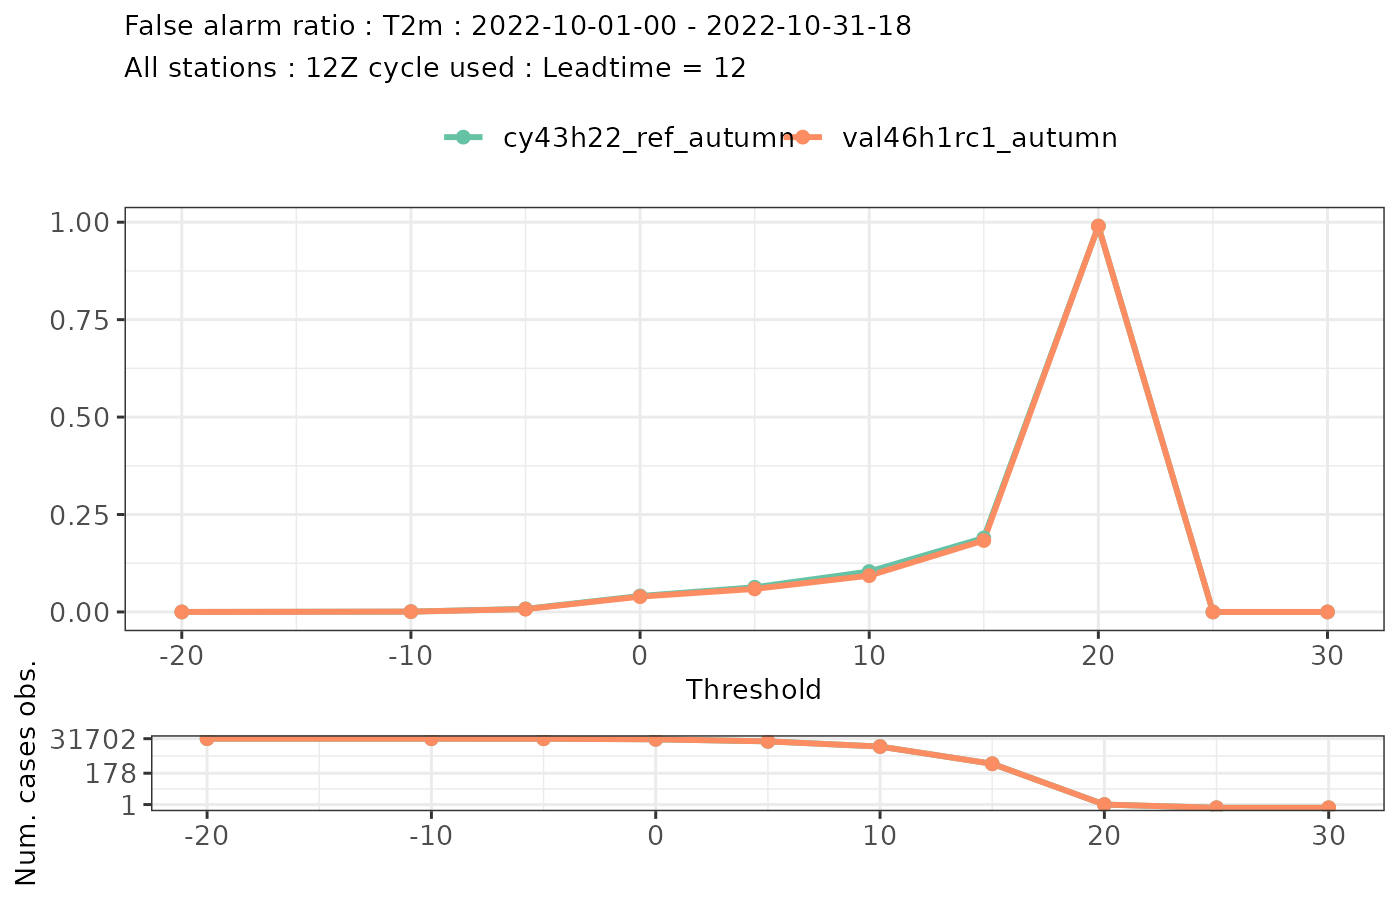 False alarm ratio : T2m : 2022-10-01-00 - 2022-10-31-18
All stations : 12Z cycle used : Leadtime = 12
cy43h22_ref_autumn val46h1rc1_autumn
1.00
0.75
0.50
0.25
0.00
-20 -10 0 10 20 30
Threshold
Num. cases obs.
31702
178
1
-20 -10 0 10 20 30